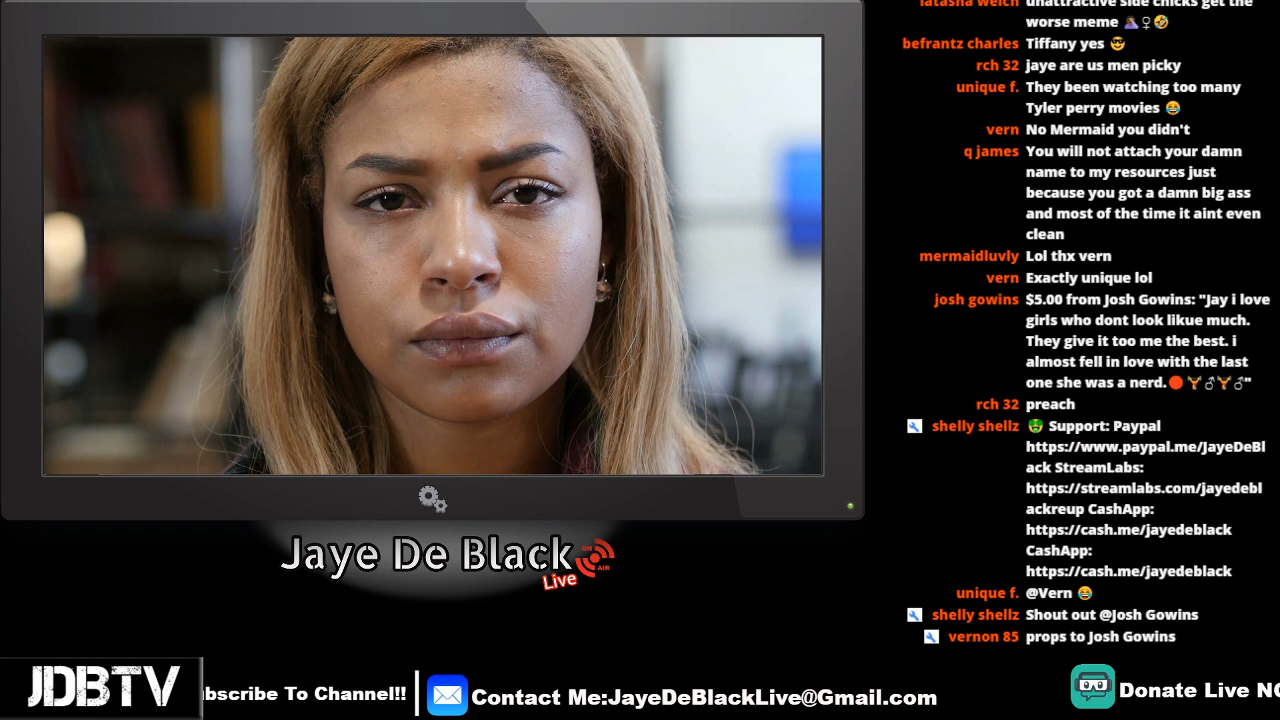 latasha welch unattractive side chicks get the
worse meme 🤦🏾‍♀🤣
befrantz charles Tiffany yes 😎
rch 32 jaye are us men picky
unique f. They been watching too many
Tyler perry movies 😂
vern No Mermaid you didn't
q james You will not attach your damn
name to my resources just
because you got a damn big ass
and most of the time it aint even
clean
mermaidluvly Lol thx vern
vern Exactly unique lol
josh gowins $5.00 from Josh Gowins: "Jay i love
girls who dont look likue much.
They give it too me the best. i
almost fell in love with the last
one she was a nerd. "
rch 32 preach
shelly shellz Support: Paypal
https://www.paypal.me/JayeDeBl
ack StreamLabs:
https://streamlabs.com/jayedebl
ackreup CashApp:
https://cash.me/jayedeblack
CashApp:
https://cash.me/jayedeblack
unique f. @Vern 😂
shelly shellz Shout out @Josh Gowins
vernon 85 props to Josh Gowins
Jaye De Black
ON AIR
Live
JDBTV
ubscribe To Channel!!
Contact Me:JayeDeBlackLive@Gmail.com
Donate Live NO